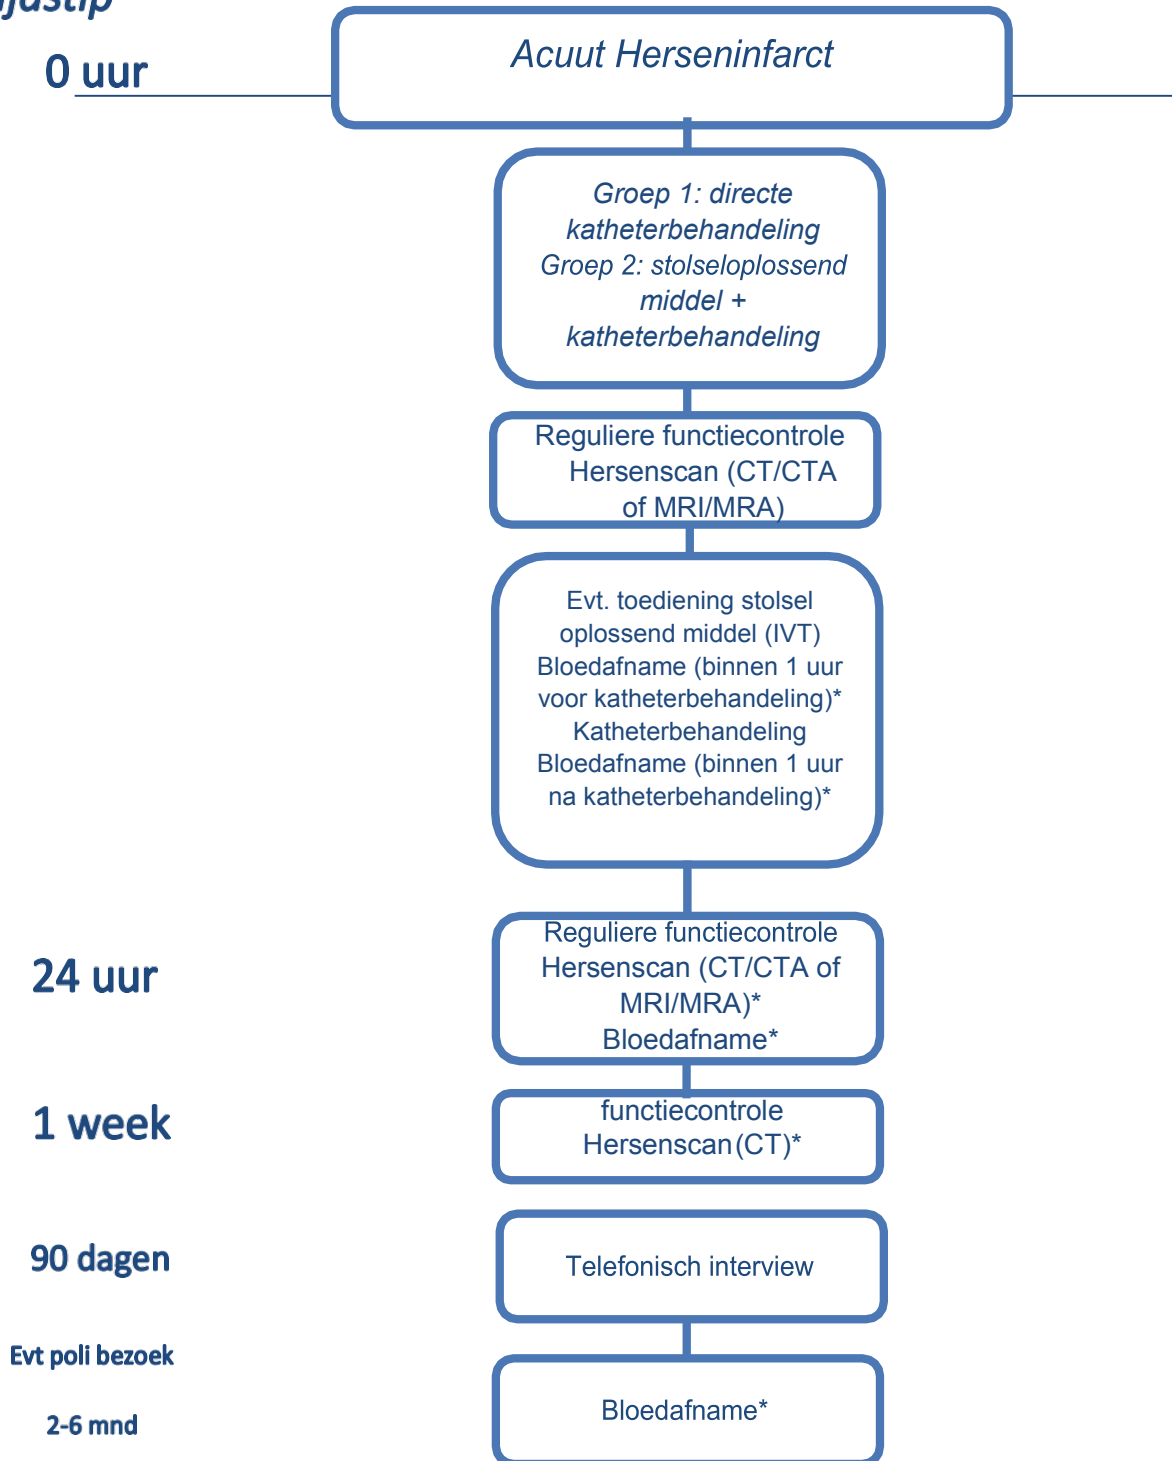 0 uur
Acuut Herseninfarct
Groep 1: directe
katheterbehandeling
Groep 2: stolseloplossend
middel +
katheterbehandeling
Reguliere functiecontrole
Hersenscan (CT/CTA
of MRI/MRA)
Evt. toediening stolsel
oplossend middel (IVT)
Bloedafname (binnen 1 uur
voor katheterbehandeling)*
Katheterbehandeling
Bloedafname (binnen 1 uur
na katheterbehandeling)*
24 uur
Reguliere functiecontrole
Hersenscan (CT/CTA of
MRI/MRA)*
Bloedafname*
1 week
functiecontrole
Hersenscan (CT)*
90 dagen
Telefonisch interview
Evt poli bezoek
2-6 mnd
Bloedafname*